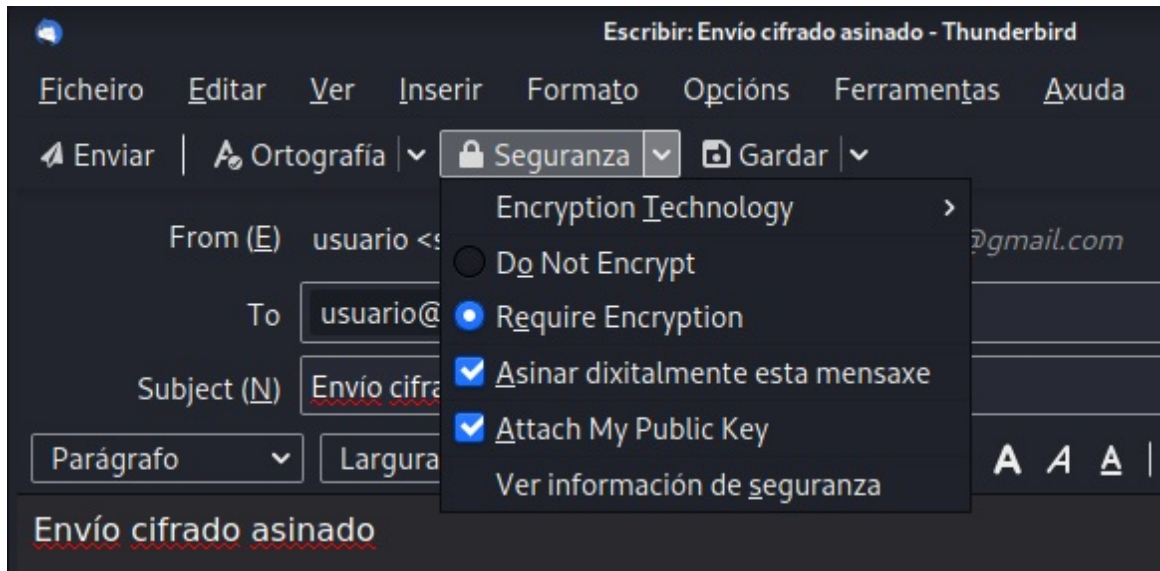 Escribir: Envío cifrado asinado - Thunderbird
Ficheiro Editar Ver Inserir Formato Opcións Ferramentas Axuda
Enviar Ortografía Seguranza Gardar
Encryption Technology
From (E) usuario @gmail.com
Do Not Encrypt
Require Encryption
To usuario@
Asinar dixitalmente esta mensaxe
Subject (N) Envío
Attach My Public Key
Parágrafo A A A
Ver información de seguranza
Envío cifrado asinado